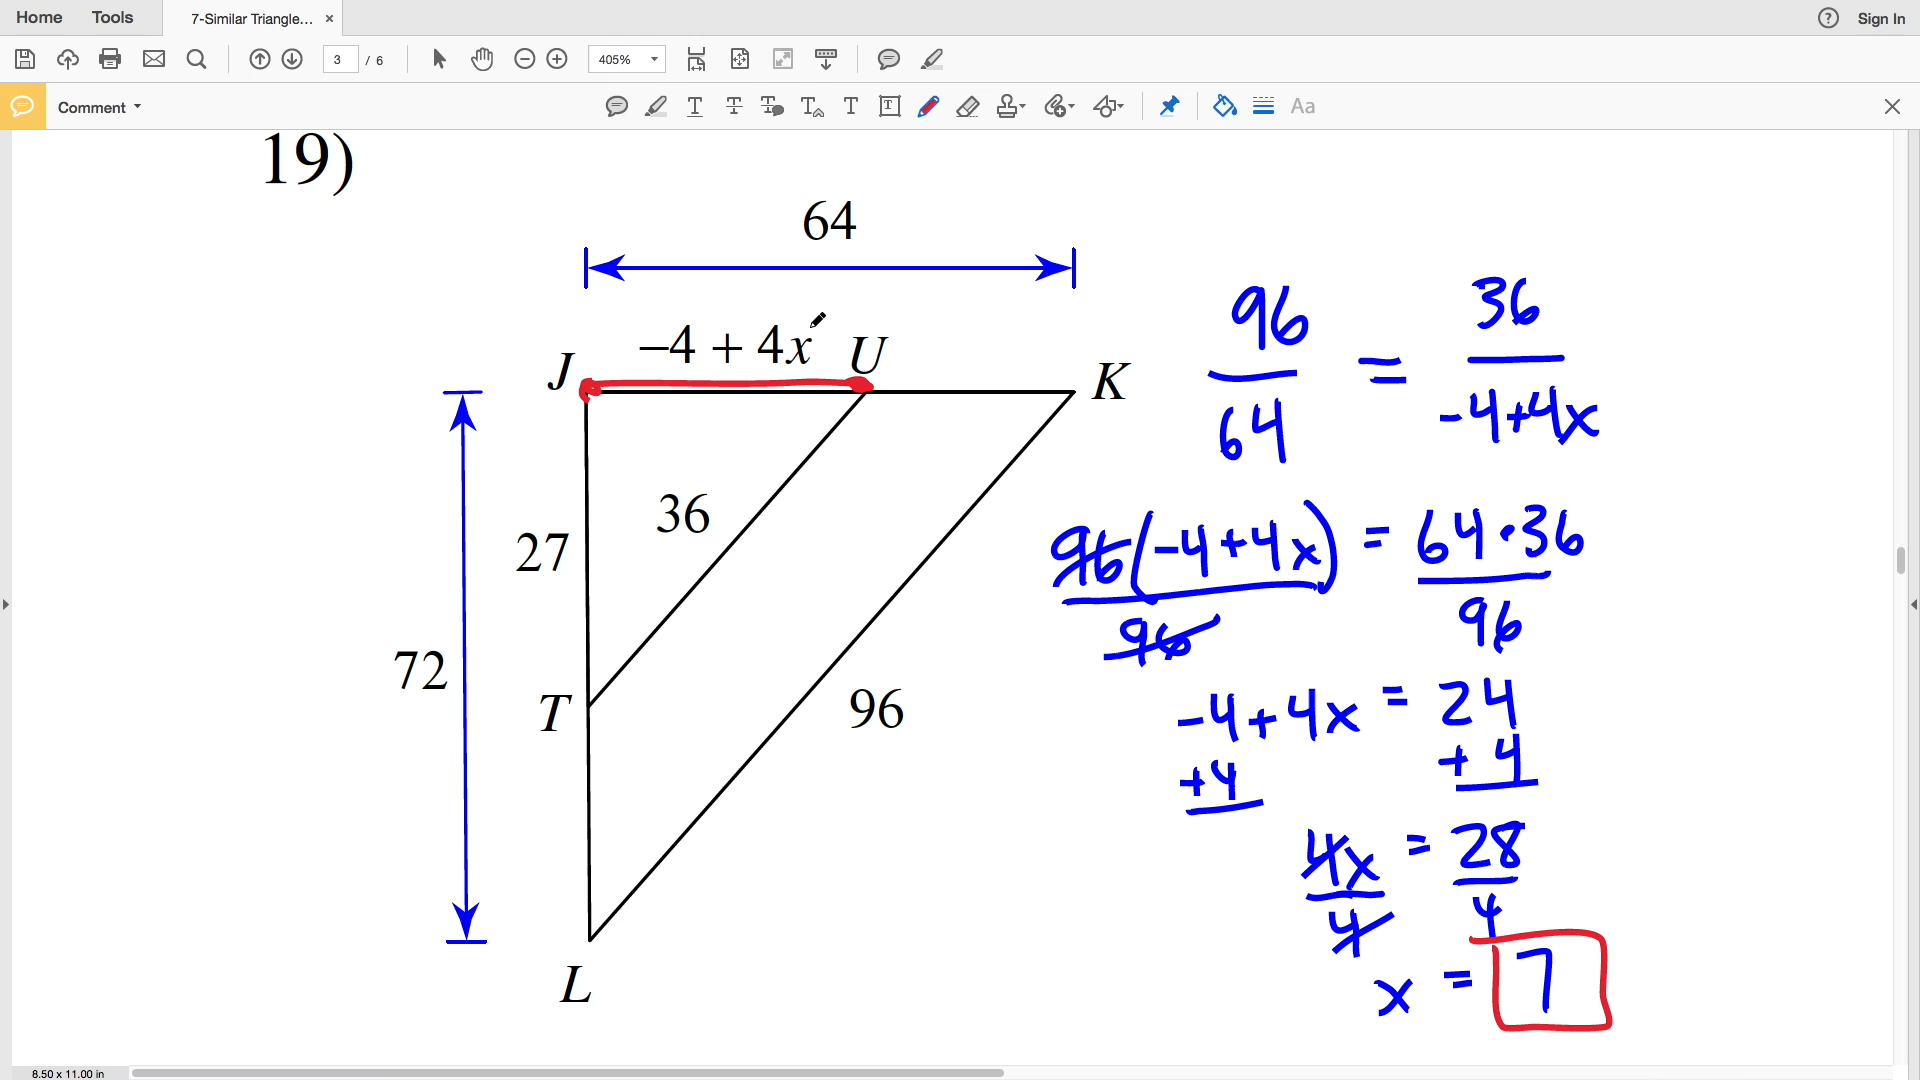 Home Tools 7-Similar Triangle... × Sign In
3 / 6 405%
Comment Aa
19)
64
-4 + 4x
J U K
27
36
72
T
96
L
96/64 = 36/(-4+4x)
96(-4+4x)/96 = 64·36/96
-4+4x = 24
+4 +4
4x/4 = 28/4
x = 7
8.50 x 11.00 in